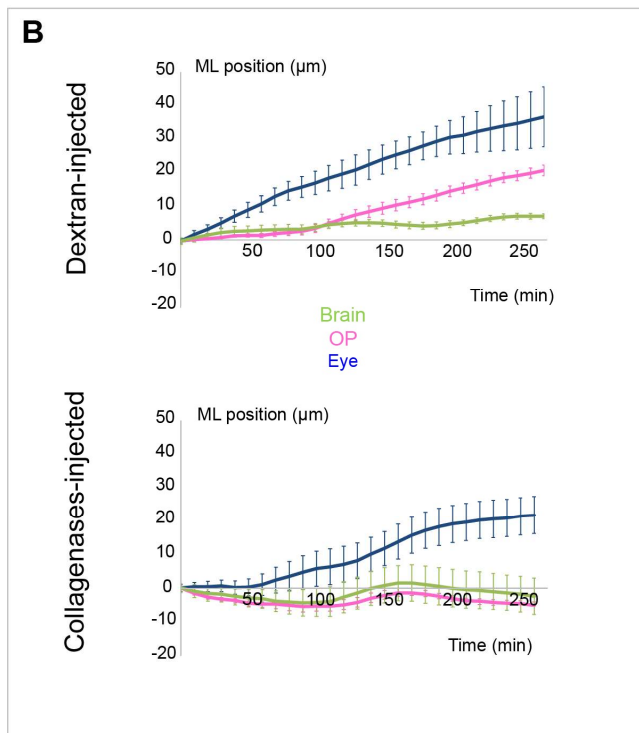 B
Dextran-injected
ML position (µm)
50
40
30
20
10
0
-10
-20
50 100 150 200 250
Time (min)
Brain
OP
Eye
Collagenases-injected
ML position (µm)
50
40
30
20
10
0
-10
-20
50 100 150 200 250
Time (min)